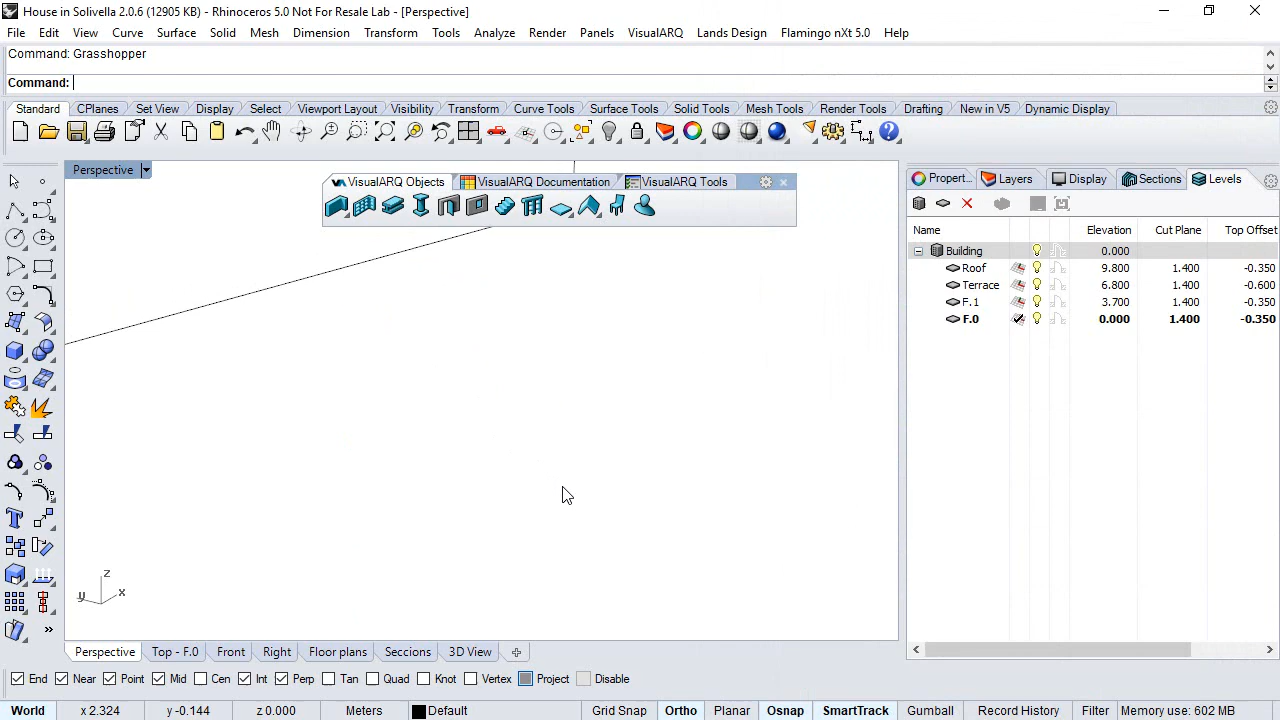 House in Solivella 2.0.6 (12905 KB) - Rhinoceros 5.0 Not For Resale Lab - [Perspective]
File Edit View Curve Surface Solid Mesh Dimension Transform Tools Analyze Render Panels VisualARQ Lands Design Flamingo nXt 5.0 Help
Command: Grasshopper
Command:
Standard CPlanes Set View Display Select Viewport Layout Visibility Transform Curve Tools Surface Tools Solid Tools Mesh Tools Render Tools Drafting New in V5 Dynamic Display
Perspective
VisualARQ Objects VisualARQ Documentation VisualARQ Tools
Propert... Layers Display Sections Levels
Name Elevation Cut Plane Top Offset
Building 0.000
Roof 9.800 1.400 -0.350
Terrace 6.800 1.400 -0.600
F.1 3.700 1.400 -0.350
F.0 0.000 1.400 -0.350
z
y x
Perspective Top - F.0 Front Right Floor plans Sections 3D View
End Near Point Mid Cen Int Perp Tan Quad Knot Vertex Project Disable
World x 2.324 y -0.144 z 0.000 Meters Default Grid Snap Ortho Planar Osnap SmartTrack Gumball Record History Filter Memory use: 602 MB